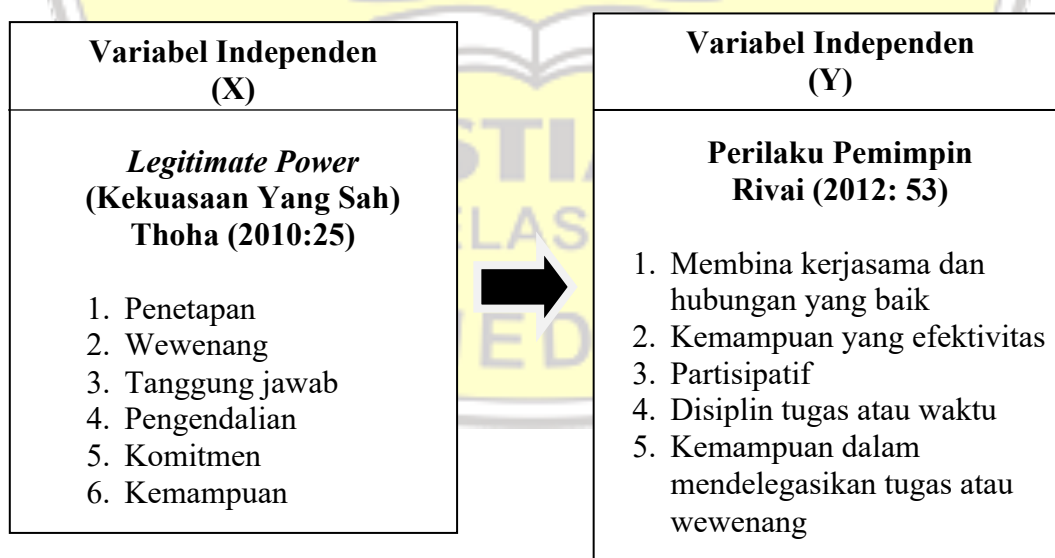 Variabel Independen
(X)
Legitimate Power
(Kekuasaan Yang Sah)
Thoha (2010:25)
1. Penetapan
2. Wewenang
3. Tanggung jawab
4. Pengendalian
5. Komitmen
6. Kemampuan
Variabel Independen
(Y)
Perilaku Pemimpin
Rivai (2012: 53)
1. Membina kerjasama dan
hubungan yang baik
2. Kemampuan yang efektivitas
3. Partisipatif
4. Disiplin tugas atau waktu
5. Kemampuan dalam
mendelegasikan tugas atau
wewenang